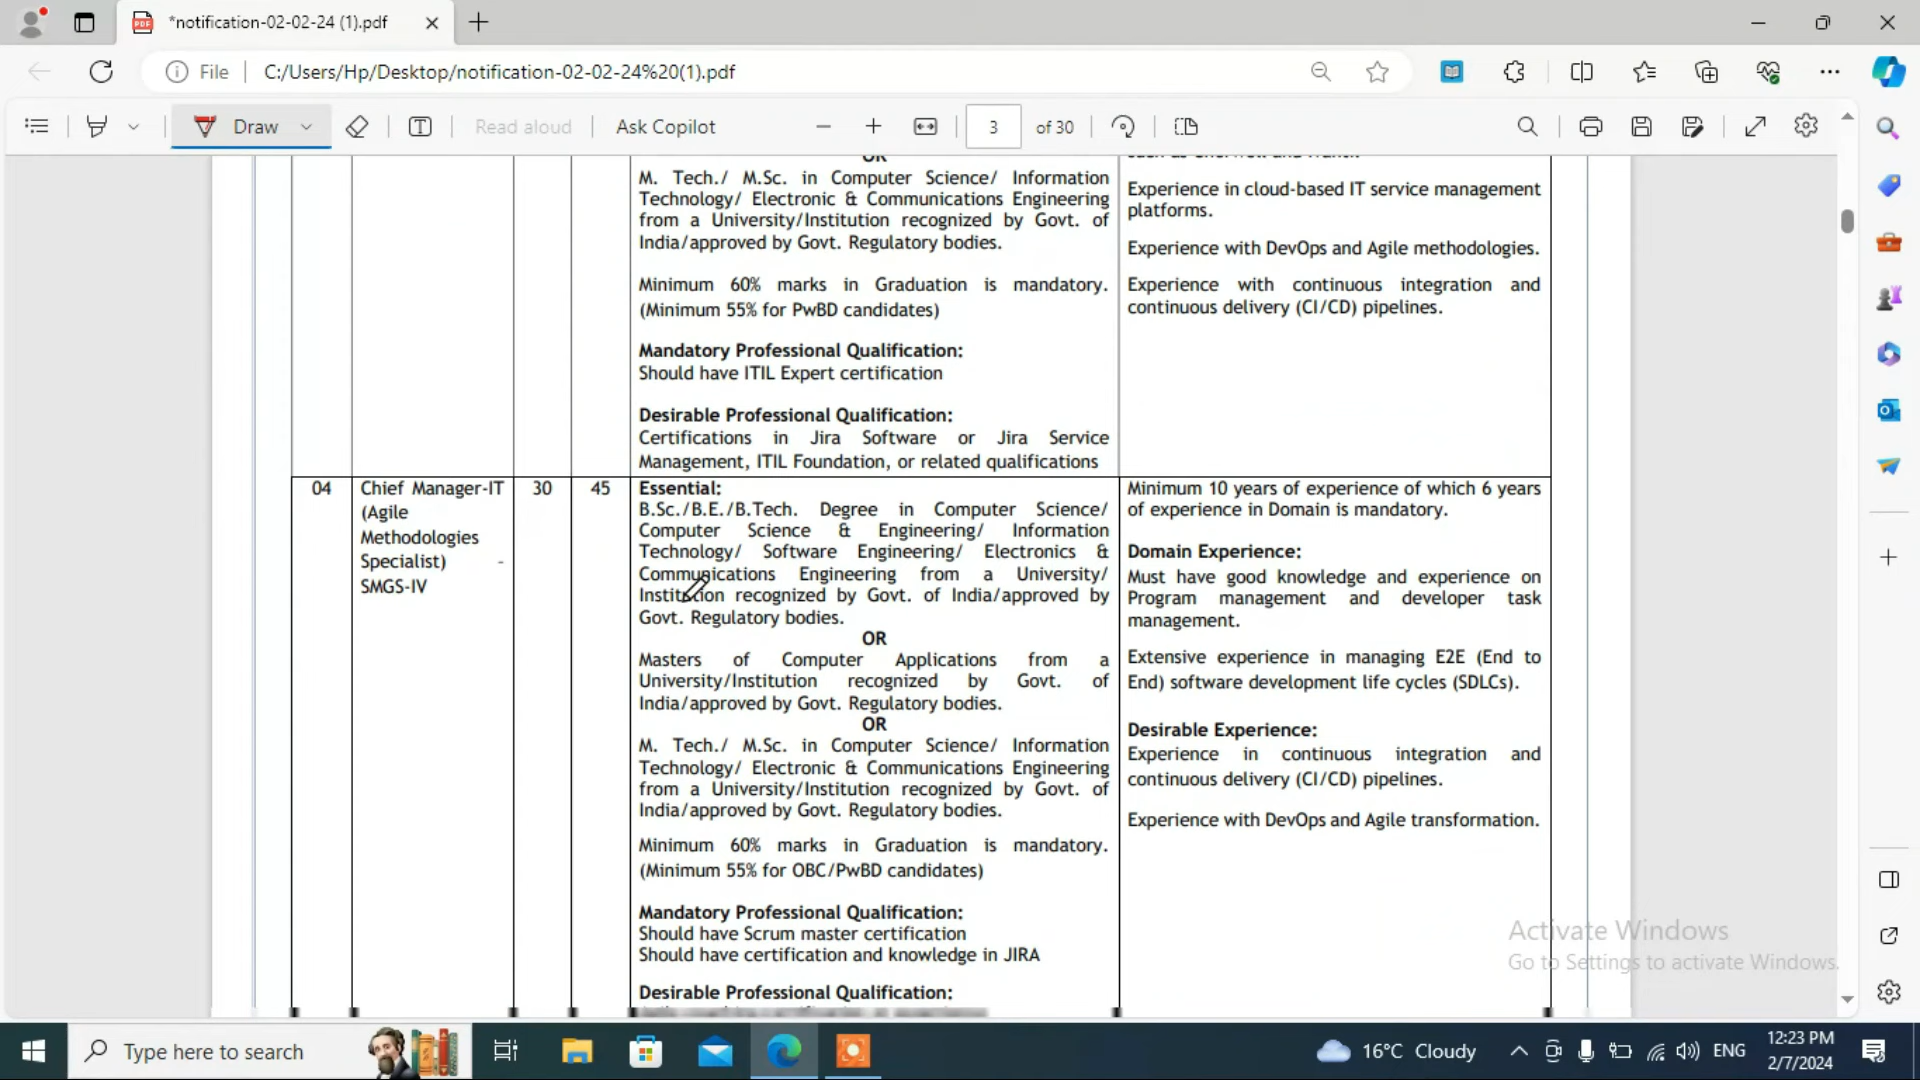 *notification-02-02-24 (1).pdf
File
C:/Users/Hp/Desktop/notification-02-02-24%20(1).pdf
Draw
Read aloud
Ask Copilot
3
of 30
OR
M. Tech./ M.Sc. in Computer Science/ Information
Technology/ Electronic & Communications Engineering
from a University/Institution recognized by Govt. of
India/approved by Govt. Regulatory bodies.
Minimum 60% marks in Graduation is mandatory.
(Minimum 55% for PwBD candidates)
Mandatory Professional Qualification:
Should have ITIL Expert certification
Desirable Professional Qualification:
Certifications in Jira Software or Jira Service
Management, ITIL Foundation, or related qualifications
Experience in cloud-based IT service management
platforms.
Experience with DevOps and Agile methodologies.
Experience with continuous integration and
continuous delivery (CI/CD) pipelines.
04
Chief Manager-IT
(Agile
Methodologies
Specialist) -
SMGS-IV
30
45
Essential:
B.Sc./B.E./B.Tech. Degree in Computer Science/
Computer Science & Engineering/ Information
Technology/ Software Engineering/ Electronics &
Communications Engineering from a University/
Institution recognized by Govt. of India/approved by
Govt. Regulatory bodies.
OR
Masters of Computer Applications from a
University/Institution recognized by Govt. of
India/approved by Govt. Regulatory bodies.
OR
M. Tech./ M.Sc. in Computer Science/ Information
Technology/ Electronic & Communications Engineering
from a University/Institution recognized by Govt. of
India/approved by Govt. Regulatory bodies.
Minimum 60% marks in Graduation is mandatory.
(Minimum 55% for OBC/PwBD candidates)
Mandatory Professional Qualification:
Should have Scrum master certification
Should have certification and knowledge in JIRA
Desirable Professional Qualification:
Minimum 10 years of experience of which 6 years
of experience in Domain is mandatory.
Domain Experience:
Must have good knowledge and experience on
Program management and developer task
management.
Extensive experience in managing E2E (End to
End) software development life cycles (SDLCs).
Desirable Experience:
Experience in continuous integration and
continuous delivery (CI/CD) pipelines.
Experience with DevOps and Agile transformation.
Activate Windows
Go to Settings to activate Windows.
Type here to search
16°C Cloudy
ENG
12:23 PM
2/7/2024